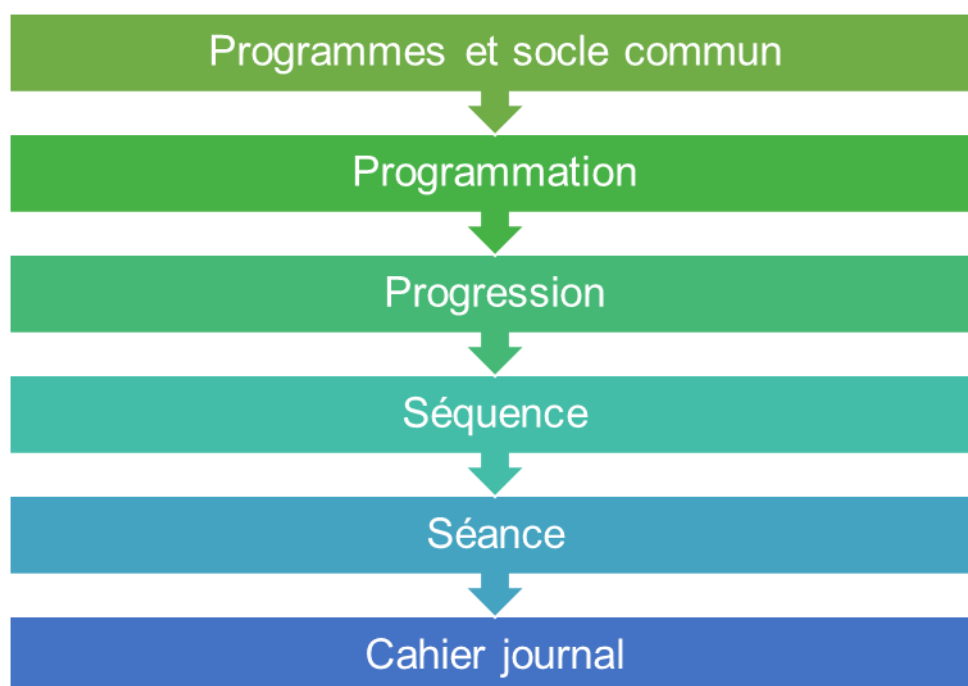 Programmes et socle commun
Programmation
Progression
Séquence
Séance
Cahier journal